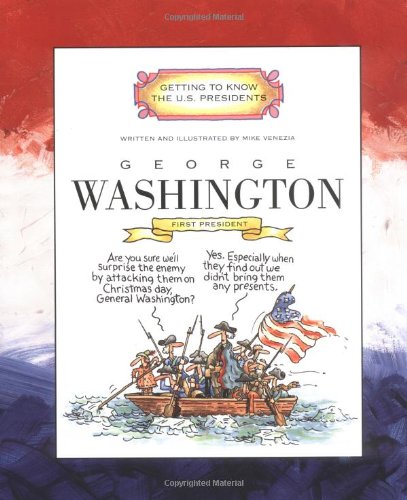 Copyrighted Material
GETTING TO KNOW
THE U.S. PRESIDENTS
WRITTEN AND ILLUSTRATED BY MIKE VENEZIA
GEORGE
WASHINGTON
FIRST PRESIDENT
Are you sure we'll
surprise the enemy
by attacking them on
Christmas day,
General Washington?
Yes. Especially when
they find out we
didn't bring them
any presents.
Copyrighted Material